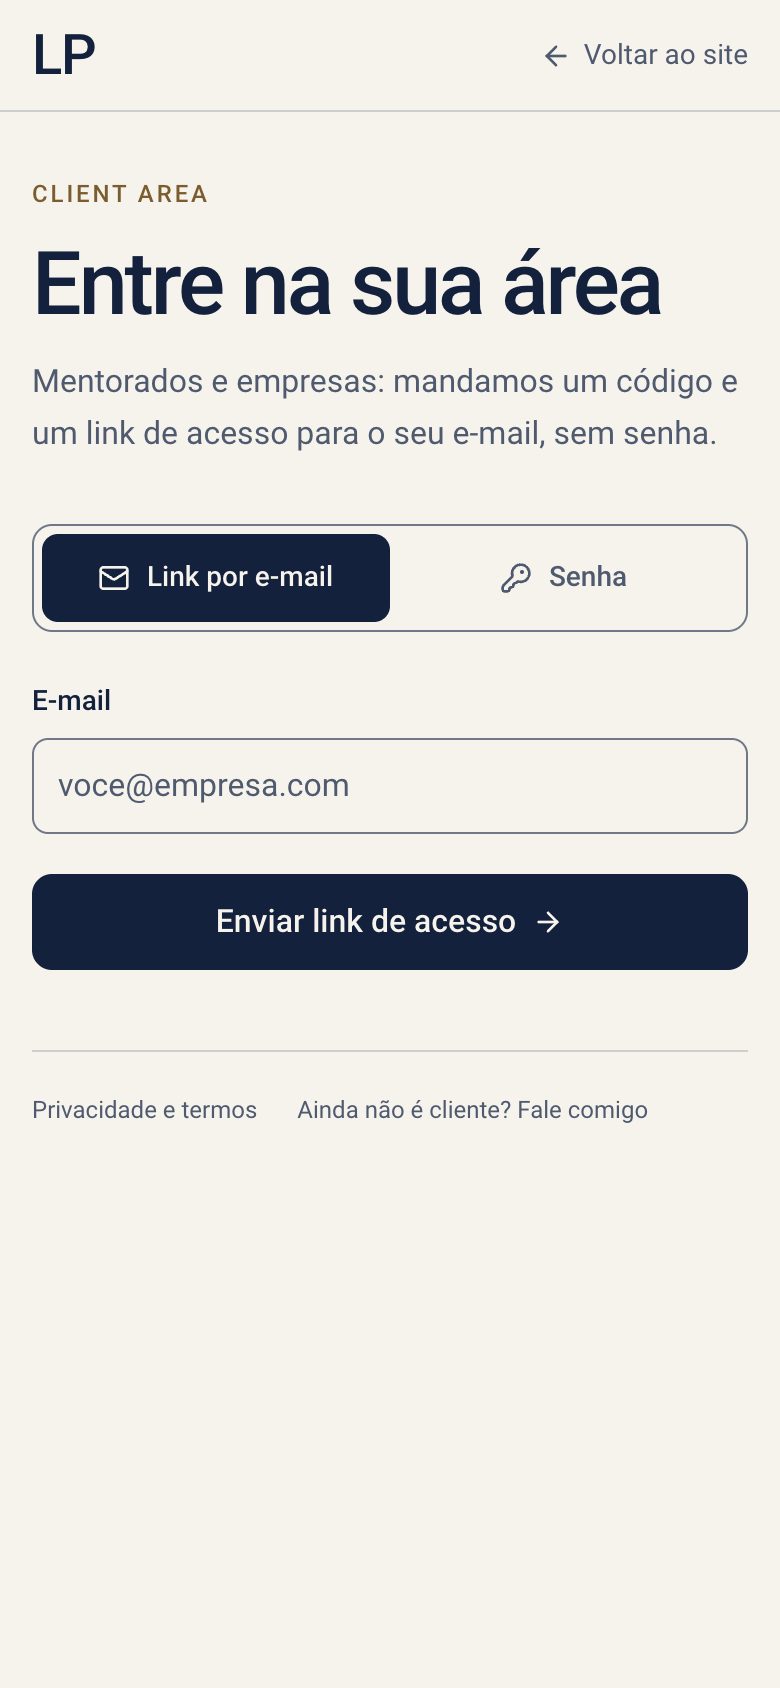 LP
Voltar ao site
CLIENT AREA
Entre na sua área
Mentorados e empresas: mandamos um código e
um link de acesso para o seu e-mail, sem senha.
Link por e-mail
Senha
E-mail
voce@empresa.com
Enviar link de acesso
Privacidade e termos
Ainda não é cliente? Fale comigo